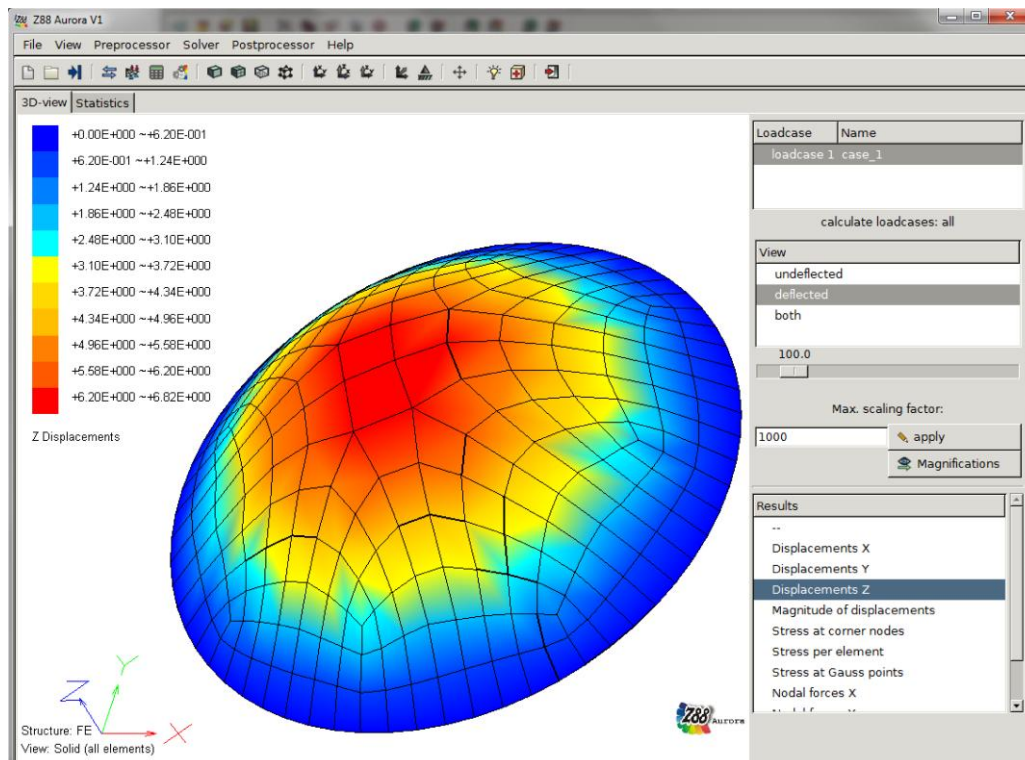 Z88 Aurora V1
File View Preprocessor Solver Postprocessor Help
3D-view Statistics
+0.00E+000 ~+6.20E-001
+6.20E-001 ~+1.24E+000
+1.24E+000 ~+1.86E+000
+1.86E+000 ~+2.48E+000
+2.48E+000 ~+3.10E+000
+3.10E+000 ~+3.72E+000
+3.72E+000 ~+4.34E+000
+4.34E+000 ~+4.96E+000
+4.96E+000 ~+5.58E+000
+5.58E+000 ~+6.20E+000
+6.20E+000 ~+6.82E+000
Z Displacements
Z Y X
Structure: FE
View: Solid (all elements)
Z88 Aurora
Loadcase Name
loadcase 1 case_1
calculate loadcases: all
View
undeflected
deflected
both
100.0
Max. scaling factor:
1000 apply
Magnifications
Results
--
Displacements X
Displacements Y
Displacements Z
Magnitude of displacements
Stress at corner nodes
Stress per element
Stress at Gauss points
Nodal forces X